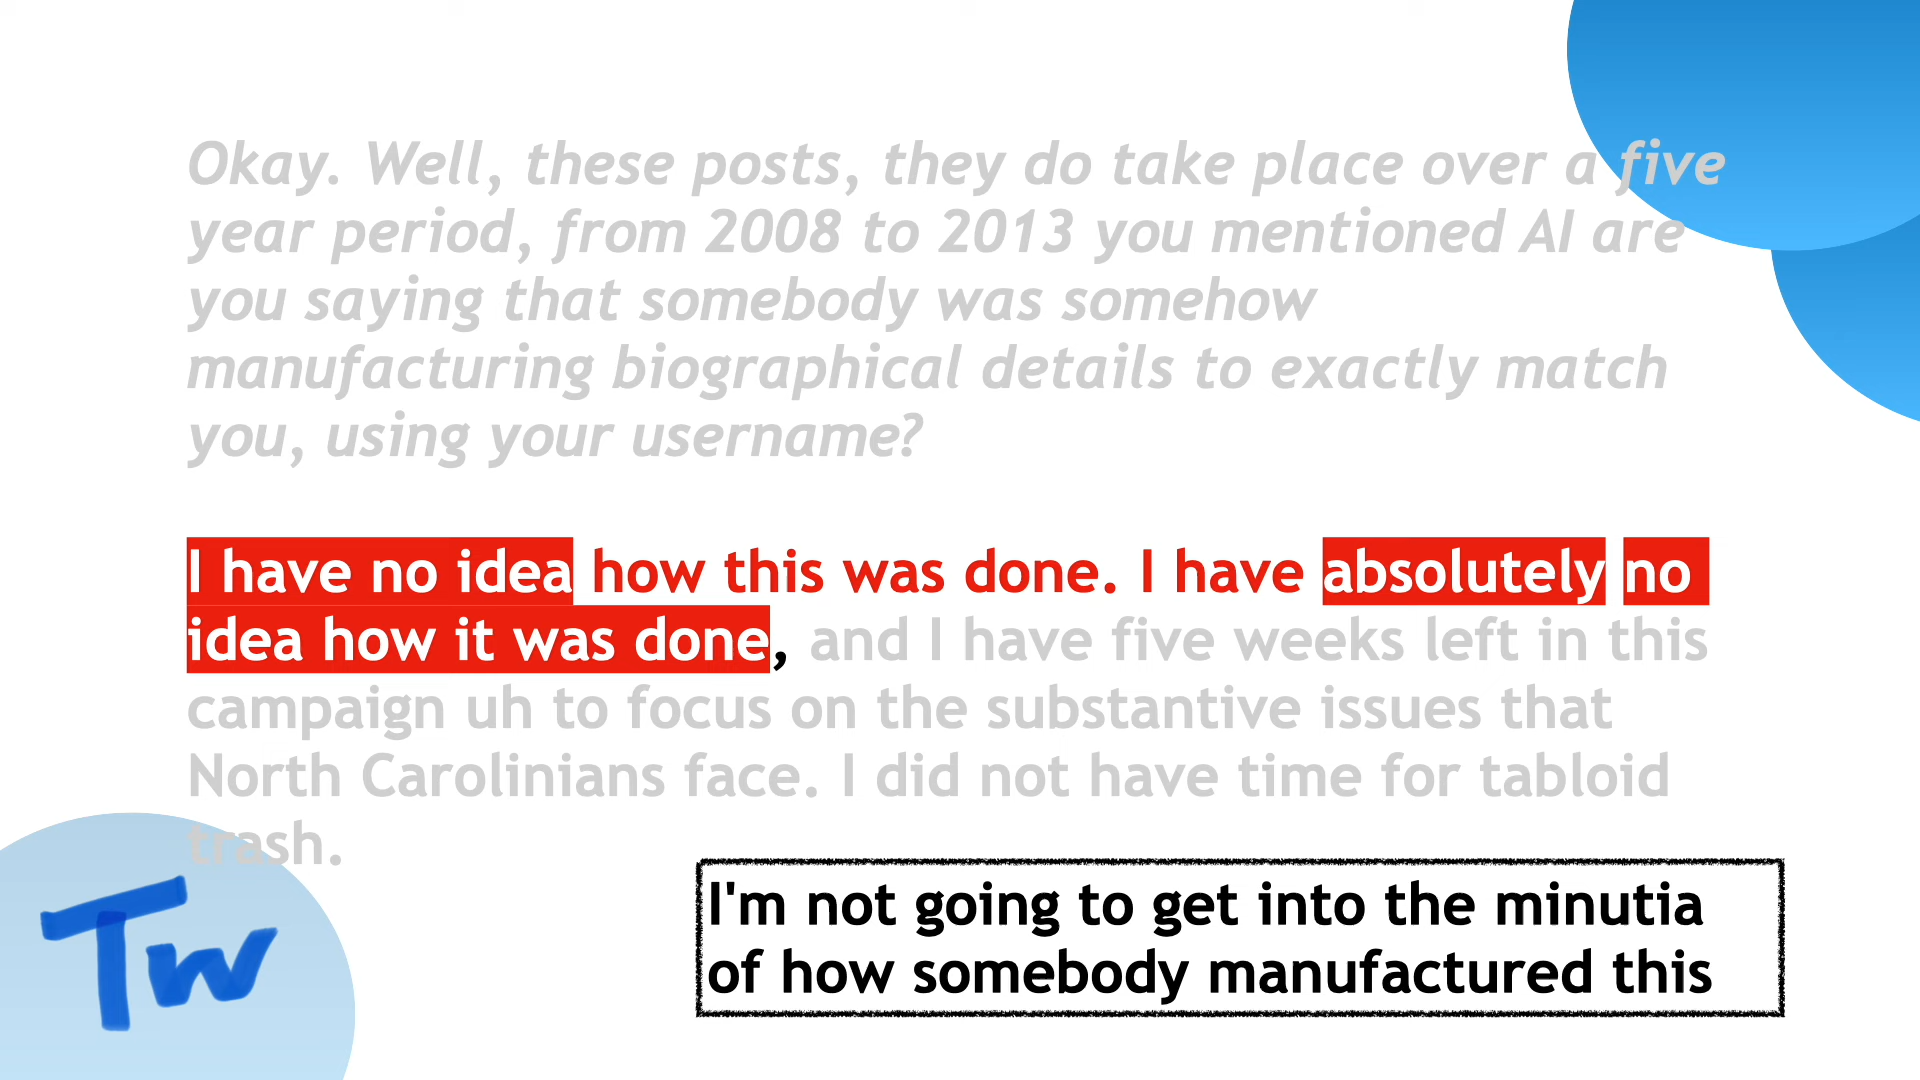 Okay. Well, these posts, they do take place over a five
year period, from 2008 to 2013 you mentioned AI are
you saying that somebody was somehow
manufacturing biographical details to exactly match
you, using your username?
I have no idea how this was done. I have absolutely no
idea how it was done, and I have five weeks left in this
campaign uh to focus on the substantive issues that
North Carolinians face. I did not have time for tabloid
trash.
I'm not going to get into the minutia
of how somebody manufactured this
Tw